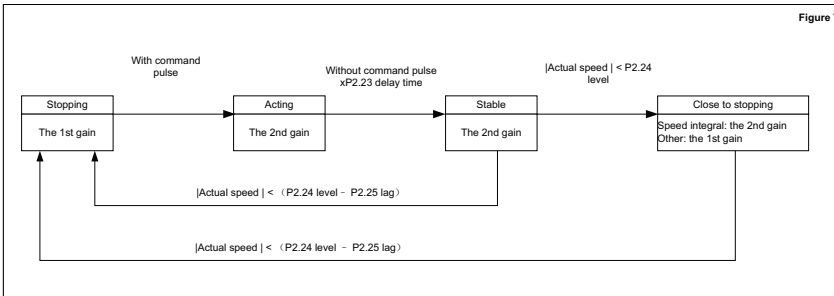 Figure
With command
pulse
Without command pulse
xP2.23 delay time
|Actual speed | < P2.24
level
Stopping
The 1st gain
Acting
The 2nd gain
Stable
The 2nd gain
Close to stopping
Speed integral: the 2nd gain
Other: the 1st gain
|Actual speed | < （P2.24 level﹣ P2.25 lag）
|Actual speed | < （P2.24 level ﹣ P2.25 lag）